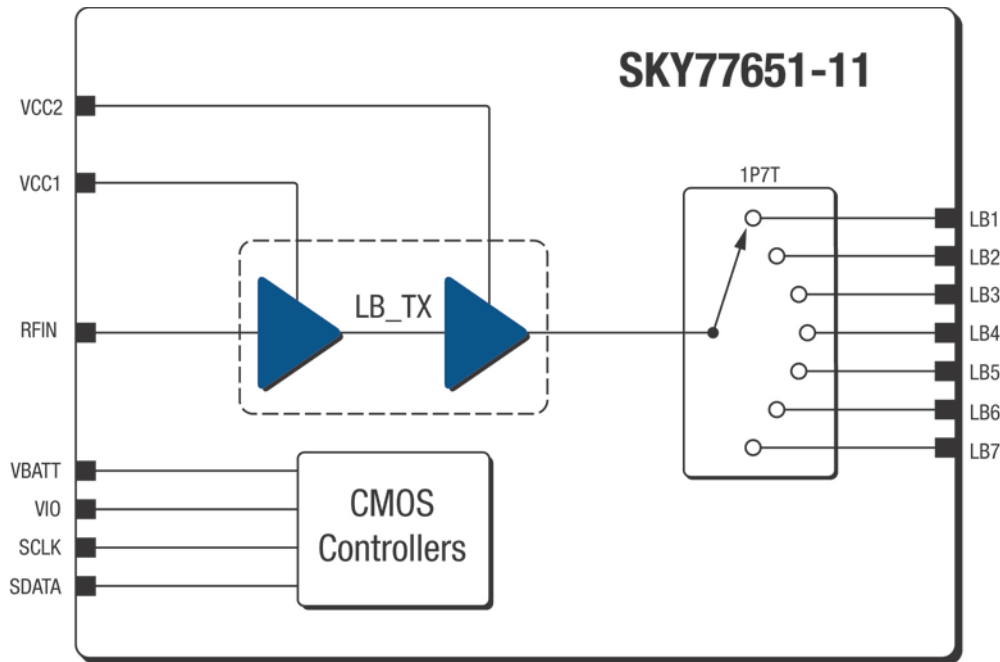 SKY77651-11
VCC2
VCC1
1P7T
LB1
LB2
LB3
LB4
LB5
LB6
LB7
LB_TX
RFIN
VBATT
VIO
SCLK
SDATA
CMOS
Controllers